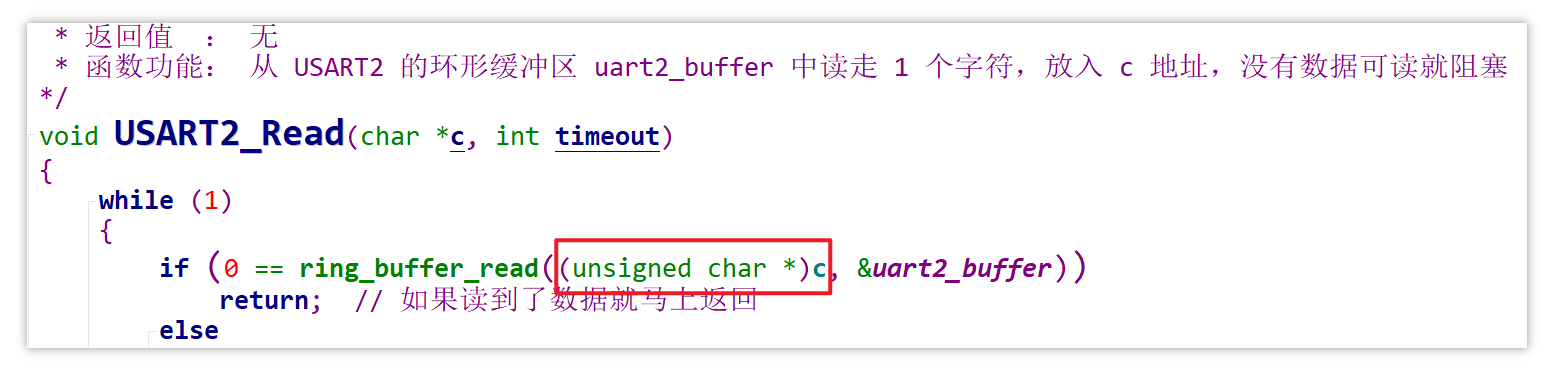 * 返回值 : 无
* 函数功能: 从 USART2 的环形缓冲区 uart2_buffer 中读走 1 个字符, 放入 c 地址, 没有数据可读就阻塞
*/
void USART2_Read(char *c, int timeout)
{
while (1)
{
if (0 == ring_buffer_read((unsigned char *)c, &uart2_buffer))
return; // 如果读到了数据就马上返回
else